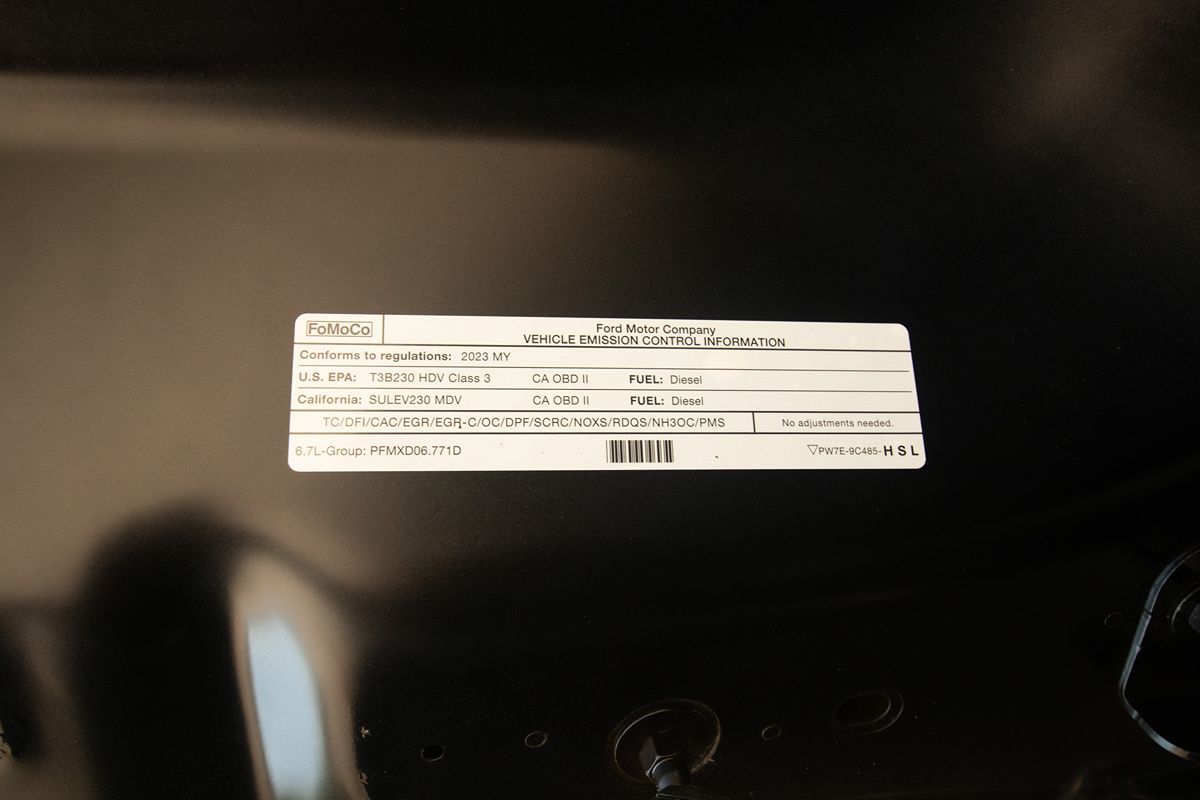 FoMoCo
Ford Motor Company
VEHICLE EMISSION CONTROL INFORMATION
Conforms to regulations: 2023 MY
U.S. EPA: T3B230 HDV Class 3 CA OBD II FUEL: Diesel
California: SULEV230 MDV CA OBD II FUEL: Diesel
TC/DFI/CAC/EGR/EGR-C/OC/DPF/SCRC/NOXS/RDQS/NH3OC/PMS No adjustments needed.
6.7L-Group: PFMXD06.771D ▽PW7E-9C485-HSL